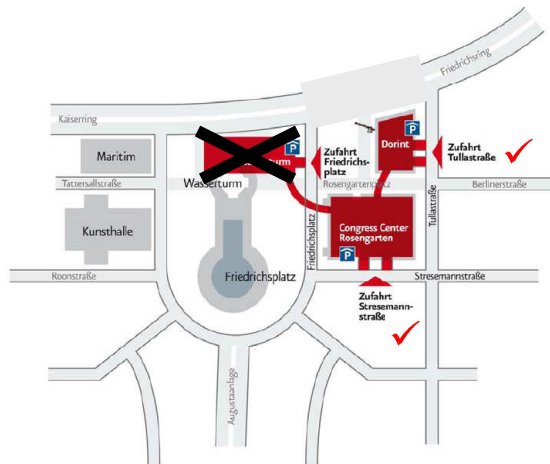 Friedrichsring
Kaiserring
P
Dorint
P
Zufahrt
Tullastraße
Maritim
Zufahrt
Friedrichs-
platz
Tattersallstraße
Wasserturm
Rosengartenplatz
Berlinerstraße
Kunsthalle
Friedrichsplatz
Tullastraße
Congress Center
Rosengarten
P
Roonstraße
Friedrichsplatz
Stresemannstraße
Zufahrt
Stresemann-
straße
Augustaanlage